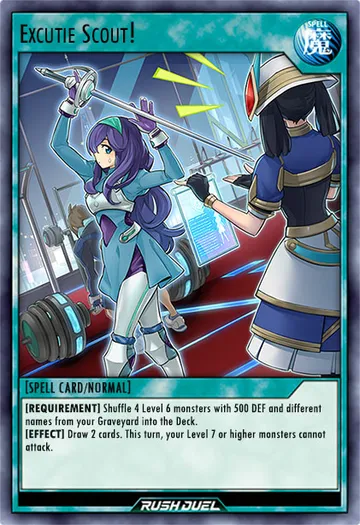 Excutie Scout!
SPELL
魔
[SPELL CARD/NORMAL]
[REQUIREMENT] Shuffle 4 Level 6 monsters with 500 DEF and different
names from your Graveyard into the Deck.
[EFFECT] Draw 2 cards. This turn, your Level 7 or higher monsters cannot
attack.
RUSH DUEL